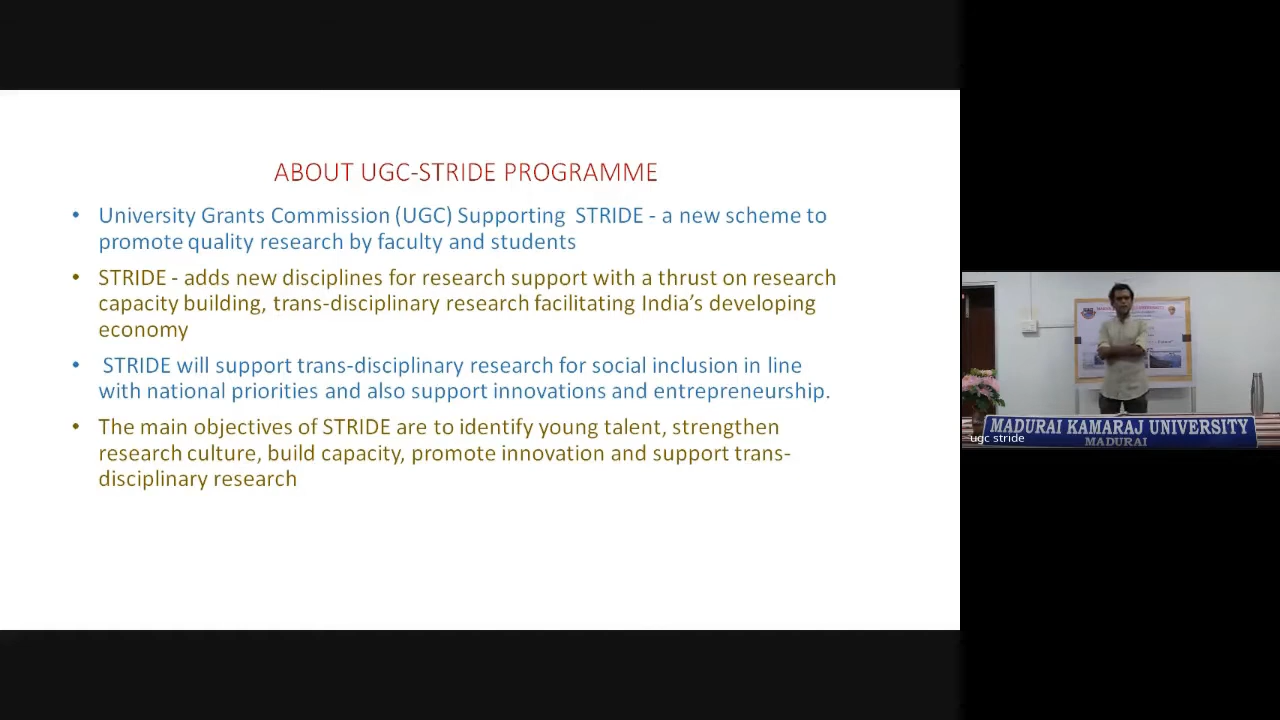 ABOUT UGC-STRIDE PROGRAMME
• University Grants Commission (UGC) Supporting  STRIDE - a new scheme to
promote quality research by faculty and students
• STRIDE - adds new disciplines for research support with a thrust on research
capacity building, trans-disciplinary research facilitating India’s developing
economy
• STRIDE will support trans-disciplinary research for social inclusion in line
with national priorities and also support innovations and entrepreneurship.
• The main objectives of STRIDE are to identify young talent, strengthen
research culture, build capacity, promote innovation and support trans-
disciplinary research
MADURAI KAMARAJ UNIVERSITY
MADURAI
ugc stride